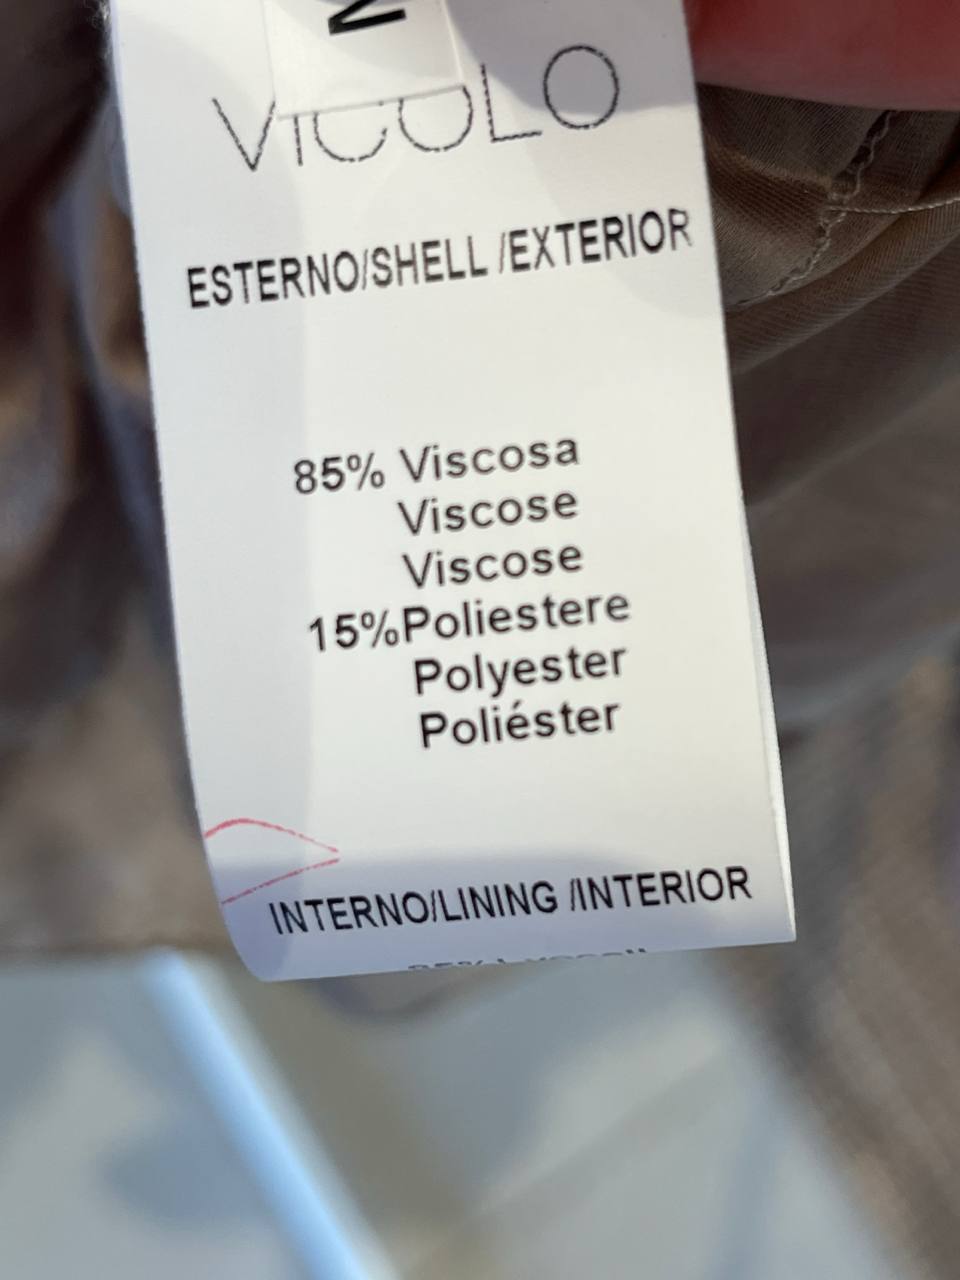 VICOLO
ESTERNO/SHELL /EXTERIOR
85% Viscosa
Viscose
Viscose
15%Poliestere
Polyester
Poliéster
INTERNO/LINING /INTERIOR